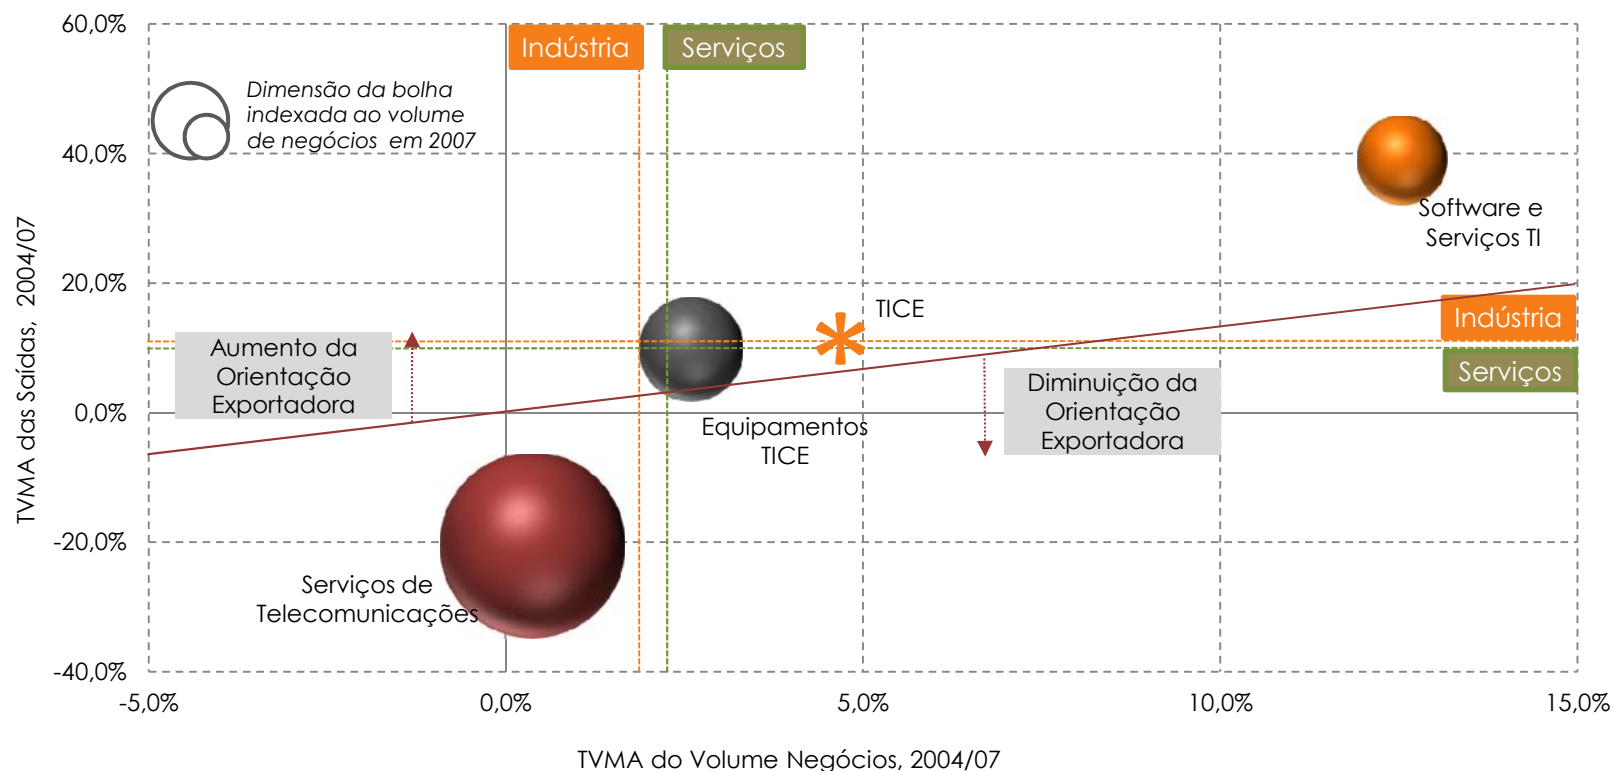 60,0%
40,0%
20,0%
0,0%
-20,0%
-40,0%
TVMA das Saídas, 2004/07
Dimensão da bolha
indexada ao volume
de negócios em 2007
Indústria
Serviços
Software e
Serviços TI
TICE
Indústria
Serviços
Aumento da
Orientação
Exportadora
Diminuição da
Orientação
Exportadora
Equipamentos
TICE
Serviços de
Telecomunicações
-5,0%
0,0%
5,0%
10,0%
15,0%
TVMA do Volume Negócios, 2004/07